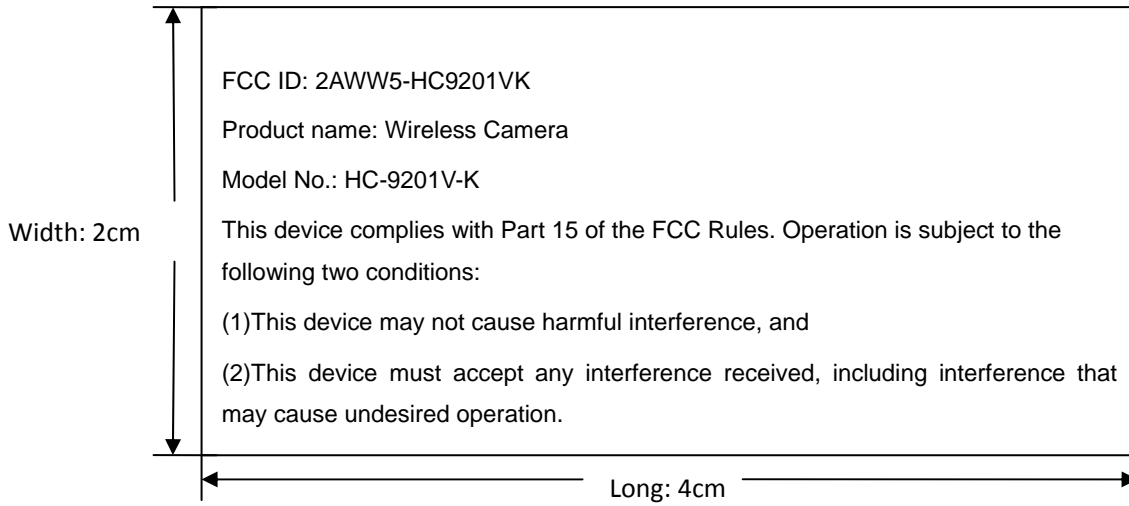 FCC ID: 2AWW5-HC9201VK
Product name: Wireless Camera
Model No.: HC-9201V-K
Width: 2cm
This device complies with Part 15 of the FCC Rules. Operation is subject to the
following two conditions:
(1)This device may not cause harmful interference, and
(2)This device must accept any interference received, including interference that
may cause undesired operation.
Long: 4cm